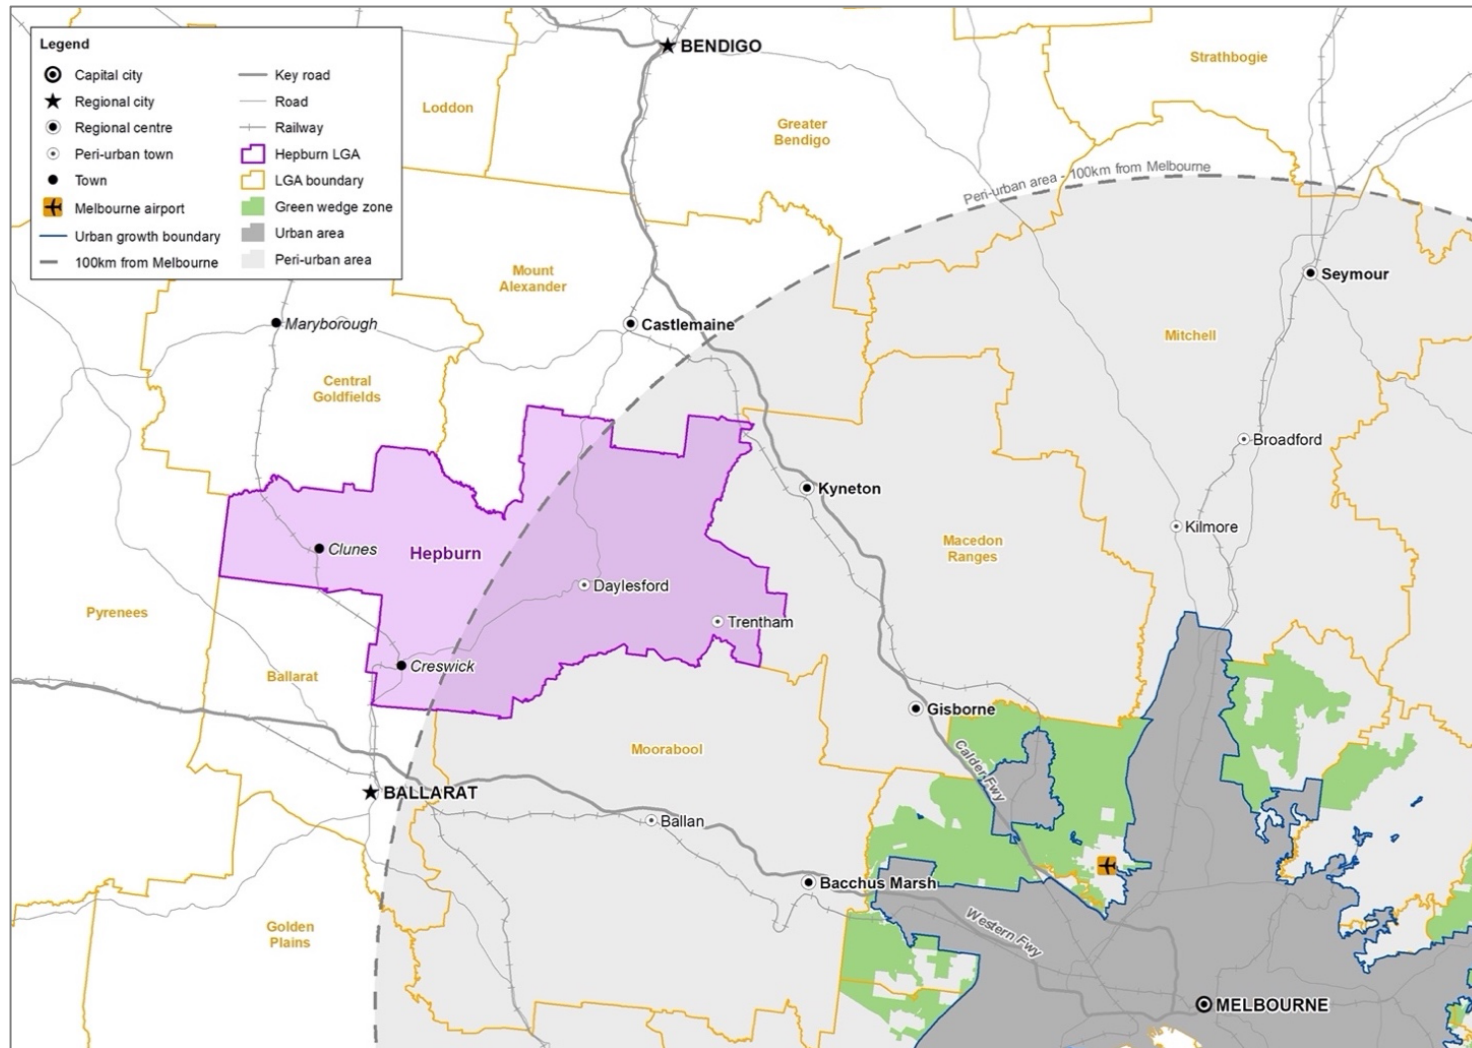 Legend
Capital city
Regional city
Regional centre
Peri-urban town
Town
Melbourne airport
Urban growth boundary
100km from Melbourne
Key road
Road
Railway
Hepburn LGA
LGA boundary
Green wedge zone
Urban area
Peri-urban area
BENDIGO
Strathbogie
Loddon
Greater
Bendigo
Peri-urban area - 100km from Melbourne
Mount
Alexander
Seymour
Maryborough
Castlemaine
Mitchell
Central
Goldfields
Broadford
Kyneton
Kilmore
Clunes
Hepburn
Macedon
Ranges
Daylesford
Pyrenees
Trentham
Creswick
Ballarat
Gisborne
Moorabool
Calder Fwy
BALLARAT
Ballan
Bacchus Marsh
Western Fwy
Golden
Plains
MELBOURNE